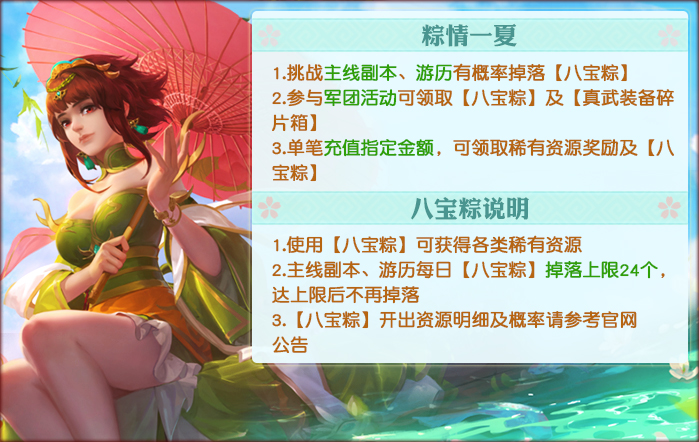 粽情一夏
1.挑战主线副本、游历有概率掉落【八宝粽】
2.参与军团活动可领取【八宝粽】及【真武装备碎
片箱】
3.单笔充值指定金额，可领取稀有资源奖励及【八
宝粽】
八宝粽说明
1.使用【八宝粽】可获得各类稀有资源
2.主线副本、游历每日【八宝粽】掉落上限24个，
达上限后不再掉落
3.【八宝粽】开出资源明细及概率请参考官网
公告